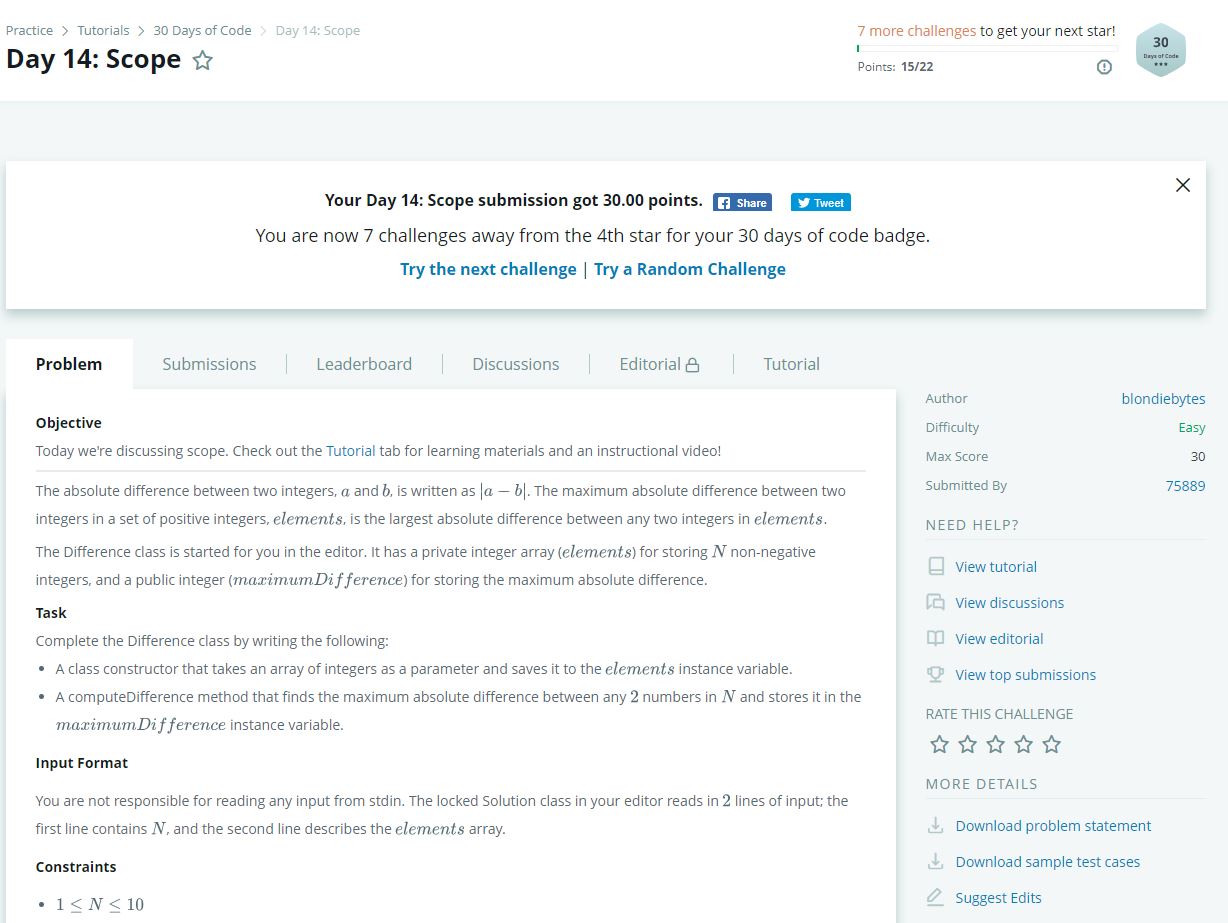 Practice > Tutorials > 30 Days of Code > Day 14: Scope
Day 14: Scope
7 more challenges to get your next star!
Points: 15/22
30
Days of Code
Your Day 14: Scope submission got 30.00 points. Share Tweet
You are now 7 challenges away from the 4th star for your 30 days of code badge.
Try the next challenge | Try a Random Challenge
Problem Submissions Leaderboard Discussions Editorial Tutorial
Objective
Today we're discussing scope. Check out the Tutorial tab for learning materials and an instructional video!
The absolute difference between two integers, a and b, is written as |a − b|. The maximum absolute difference between two
integers in a set of positive integers, elements, is the largest absolute difference between any two integers in elements.
The Difference class is started for you in the editor. It has a private integer array (elements) for storing N non-negative
integers, and a public integer (maximumDifference) for storing the maximum absolute difference.
Task
Complete the Difference class by writing the following:
• A class constructor that takes an array of integers as a parameter and saves it to the elements instance variable.
• A computeDifference method that finds the maximum absolute difference between any 2 numbers in N and stores it in the
maximumDifference instance variable.
Input Format
You are not responsible for reading any input from stdin. The locked Solution class in your editor reads in 2 lines of input; the
first line contains N, and the second line describes the elements array.
Constraints
• 1 ≤ N ≤ 10
Author blondiebytes
Difficulty Easy
Max Score 30
Submitted By 75889
NEED HELP?
View tutorial
View discussions
View editorial
View top submissions
RATE THIS CHALLENGE
MORE DETAILS
Download problem statement
Download sample test cases
Suggest Edits